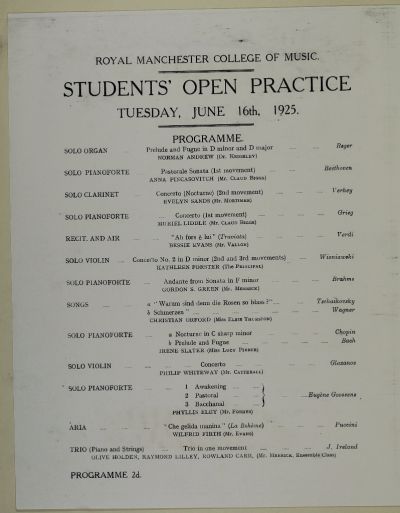 ROYAL MANCHESTER COLLEGE OF MUSIC.
STUDENTS' OPEN PRACTICE
TUESDAY, JUNE 16th, 1925.
PROGRAMME.
SOLO ORGAN ... Prelude and Fugue in D minor and D major ... Reger
NORMAN ANDREW (Dr. Keighley)
SOLO PIANOFORTE Pastorale Sonata (1st movement) ... Beethoven
ANNA PINCASOVITCH (Mr. Claud Biggs)
SOLO CLARINET Concerto (Nocturne) (2nd movement) ... Verhey
EVELYN SANDS (Mr. Mortimer)
SOLO PIANOFORTE ... Concerto (1st movement) ... Grieg
MURIEL LIDDLE (Mr. Claud Biggs)
RECIT. AND AIR ... "Ah fors è lui" (Traviata) ... Verdi
BESSIE EVANS (Mr. Vallon)
SOLO VIOLIN ... Concerto No. 2 in D minor (2nd and 3rd movements) ... Wieniawski
KATHLEEN FORSTER (The Principal)
SOLO PIANOFORTE ... Andante from Sonata in F minor ... Brahms
GORDON S. GREEN (Mr. Merrick)
SONGS ... a "Warum sind denn die Rosen so blass?" ... Tschaikovsky
b Schmerzen" ... Wagner
CHRISTIAN OXFORD (Miss Elsie Thurston)
SOLO PIANOFORTE a Nocturne in C sharp minor ... Chopin
b Prelude and Fugue ... Bach
IRENE SLATER (Miss Lucy Pierce)
SOLO VIOLIN ... Concerto ... Glazonov
PHILIP WHITEWAY (Mr. Catterall)
SOLO PIANOFORTE ... 1 Awakening
2 Pastoral ... Eugène Goossens
3 Bacchanal
PHYLLIS ELEY (Mr. Forbes)
ARIA ... "Che gelida manina" (La Bohème) ... Puccini
WILFRID FIRTH (Mr. Evans)
TRIO (Piano and Strings) ... Trio in one movement ... J. Ireland
OLIVE HOLDEN, RAYMOND LILLEY, ROWLAND CARR, (Mr. Merrick, Ensemble Class)
PROGRAMME 2d.